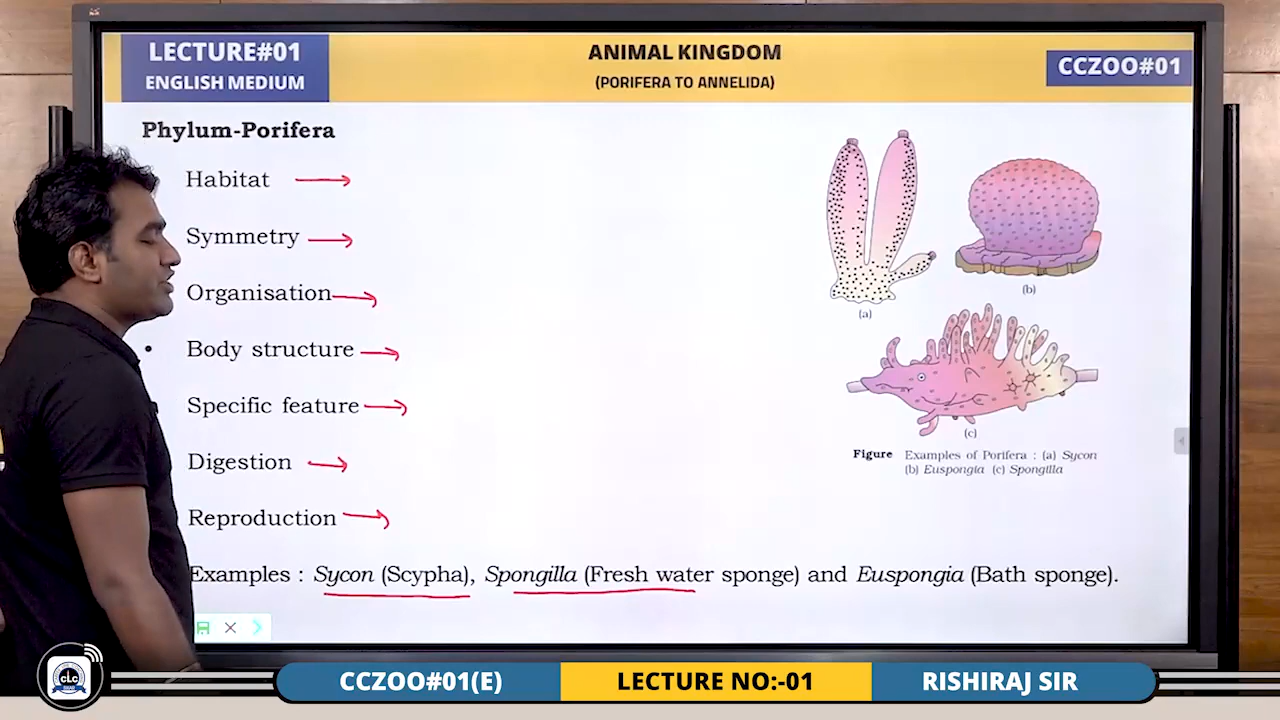 LECTURE#01
ENGLISH MEDIUM
ANIMAL KINGDOM
(PORIFERA TO ANNELIDA)
CCZOO#01
Phylum-Porifera
Habitat
Symmetry
Organisation
• Body structure
Specific feature
Digestion
Reproduction
Examples : Sycon (Scypha), Spongilla (Fresh water sponge) and Euspongia (Bath sponge).
(a)
(b)
(c)
Figure Examples of Porifera : (a) Sycon
(b) Euspongia (c) Spongilla
CLC
CCZOO#01(E)
LECTURE NO:-01
RISHIRAJ SIR